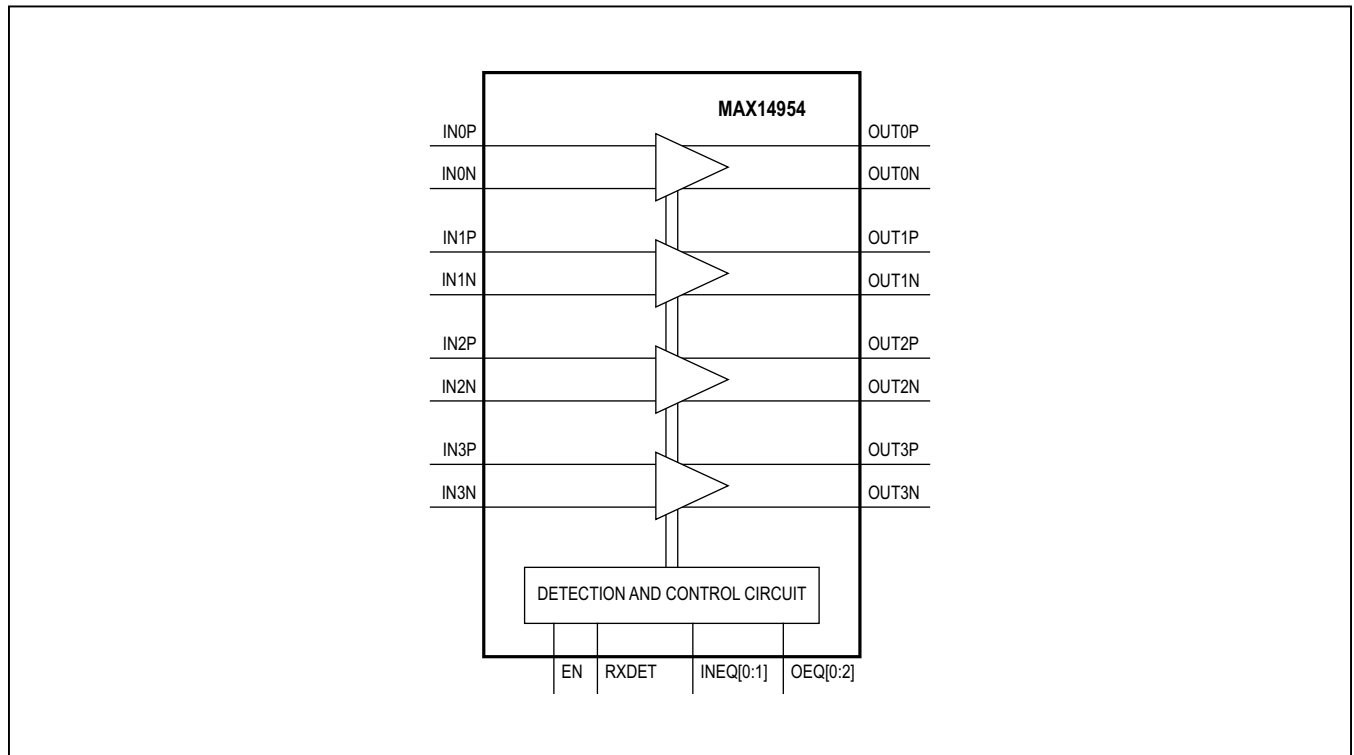 MAX14954
IN0P
OUT0P
IN0N
OUT0N
IN1P
OUT1P
IN1N
OUT1N
IN2P
OUT2P
IN2N
OUT2N
IN3P
OUT3P
IN3N
OUT3N
DETECTION AND CONTROL CIRCUIT
EN
RXDET
INEQ[0:1]
OEQ[0:2]